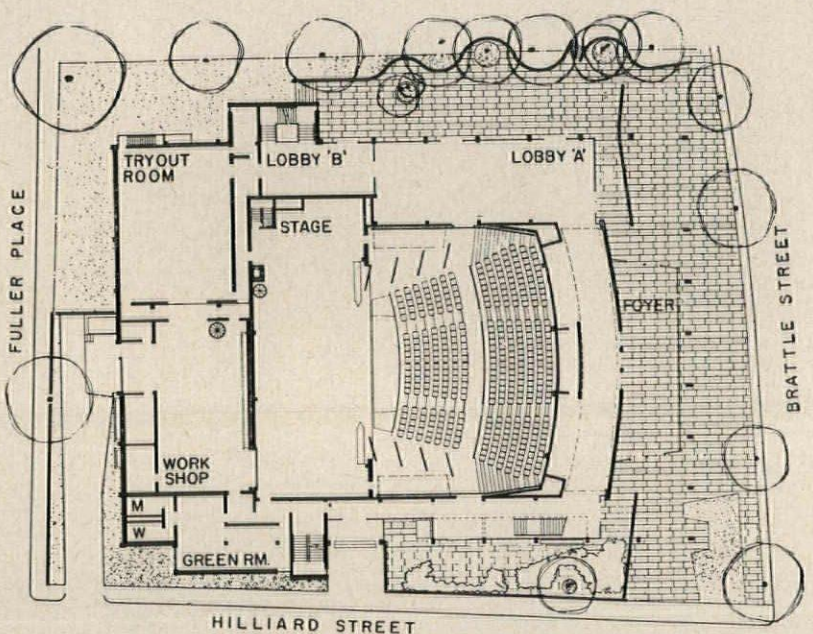 TRYOUT
ROOM
LOBBY 'B'
LOBBY 'A'
STAGE
FOYER
FULLER PLACE
BRATTLE STREET
WORK
SHOP
M
W
GREEN RM.
HILLIARD STREET